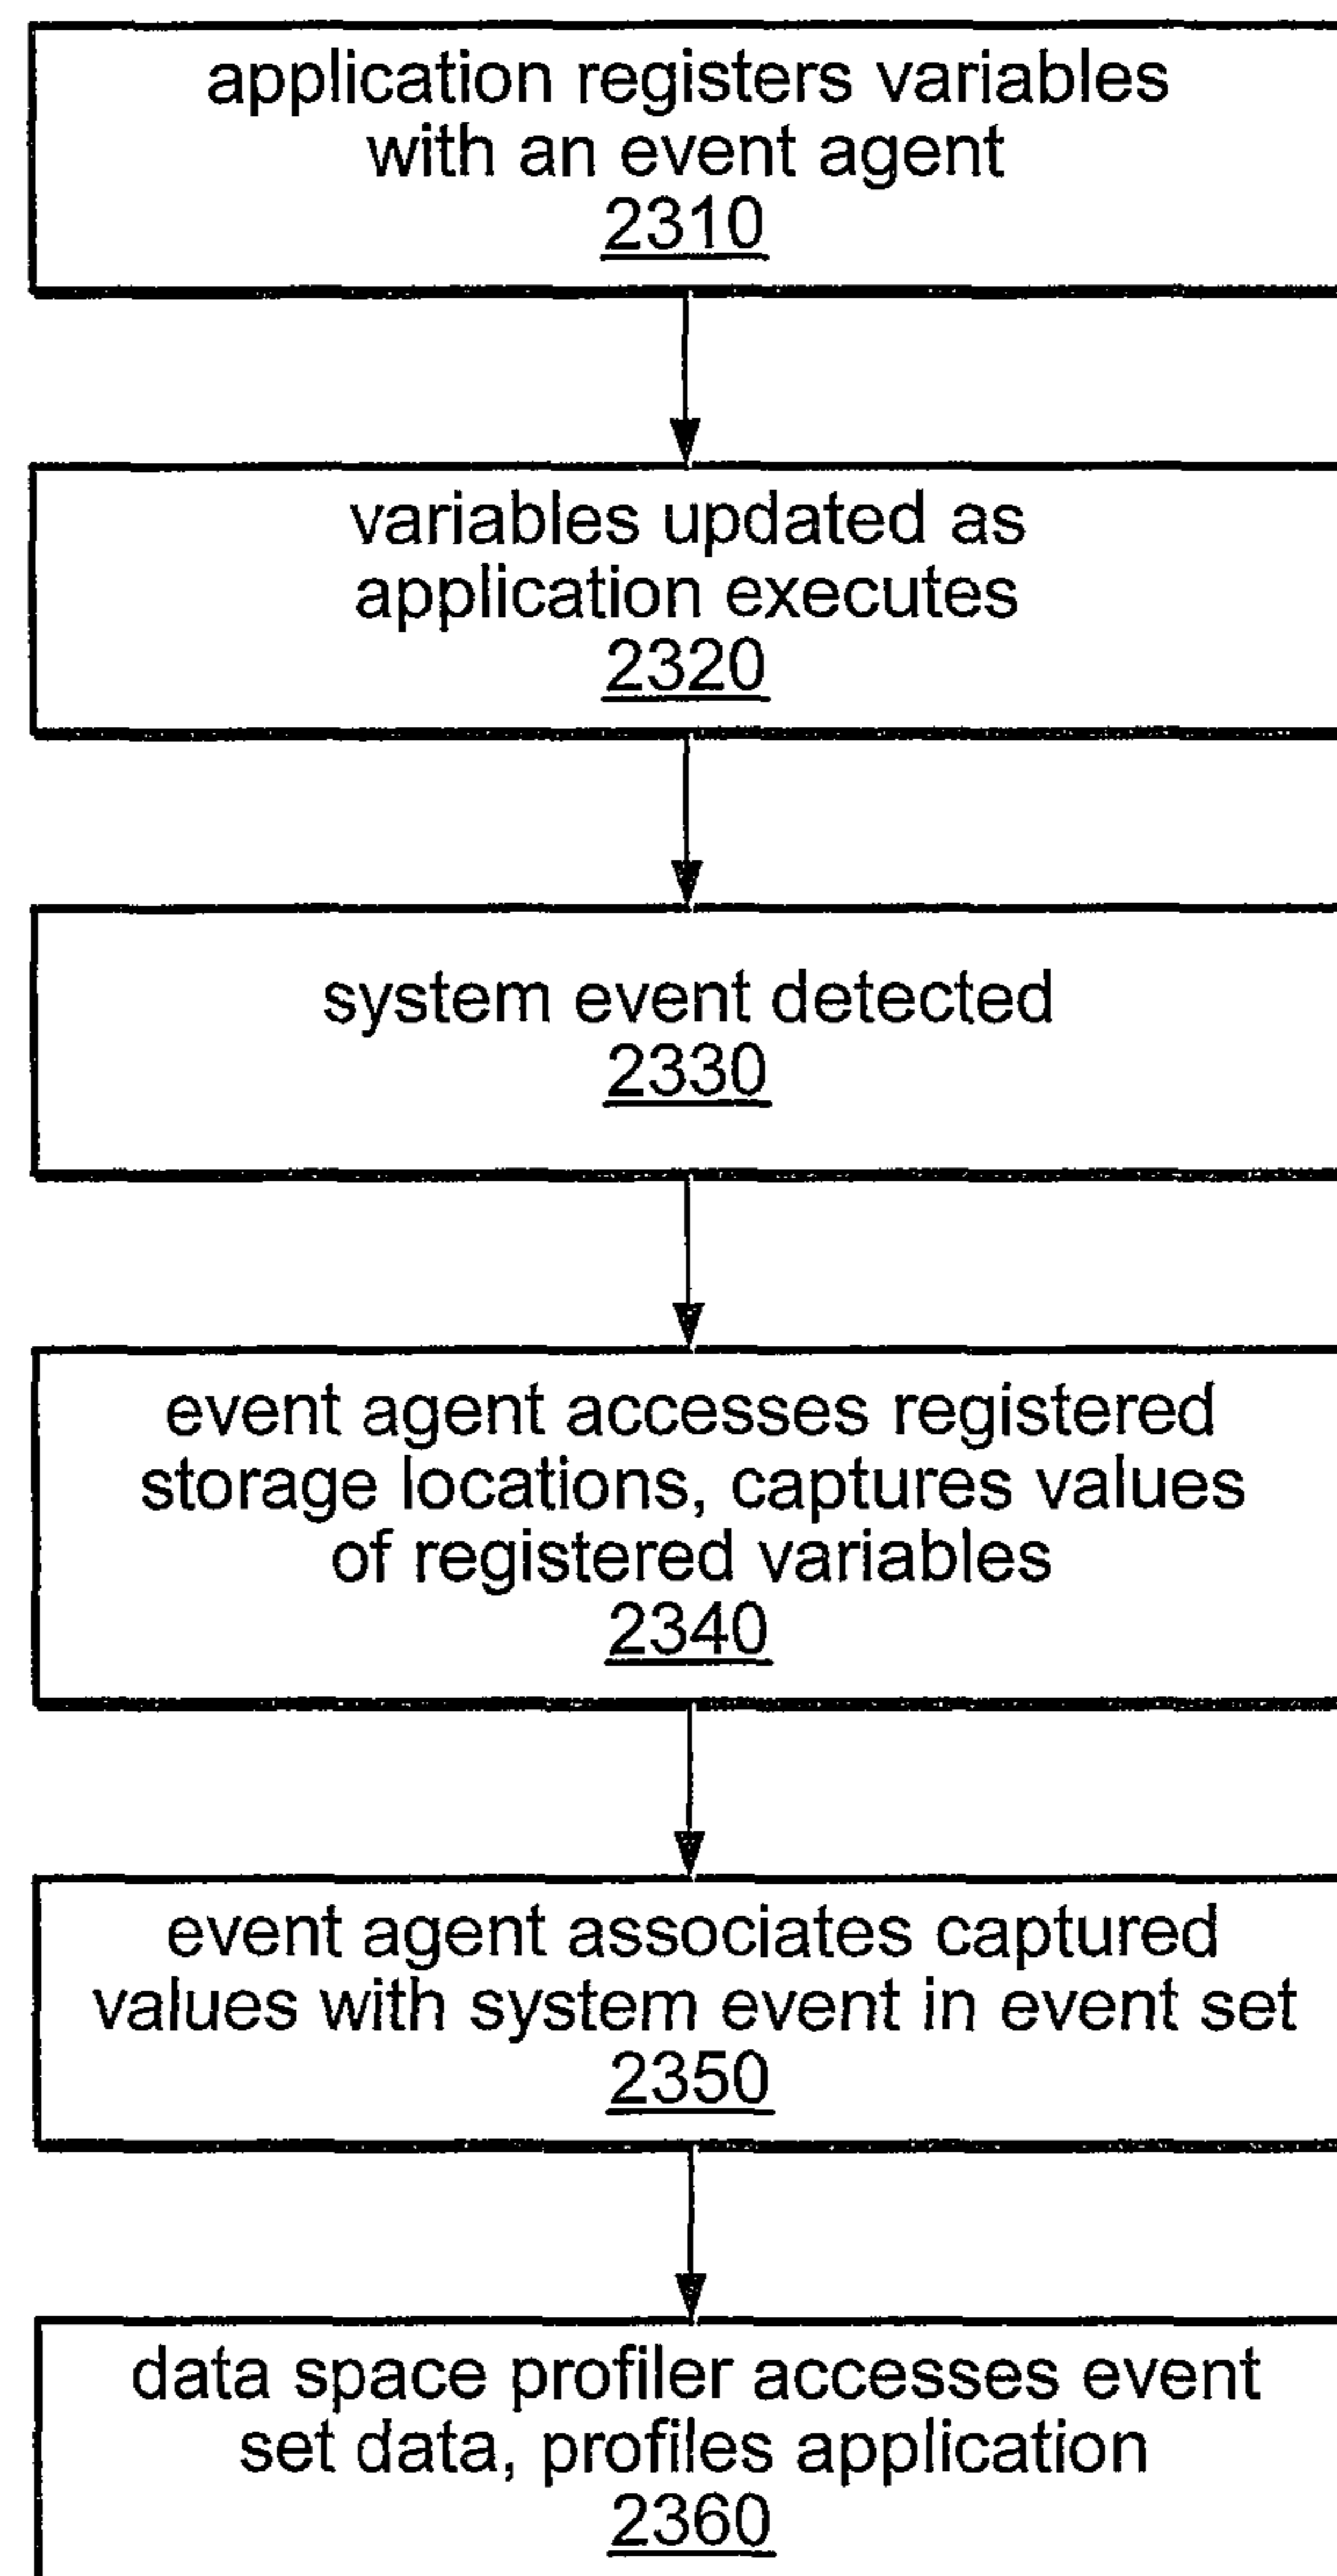 application registers variables
with an event agent
2310
variables updated as
application executes
2320
system event detected
2330
event agent accesses registered
storage locations, captures values
of registered variables
2340
event agent associates captured
values with system event in event set
2350
data space profiler accesses event
set data, profiles application
2360